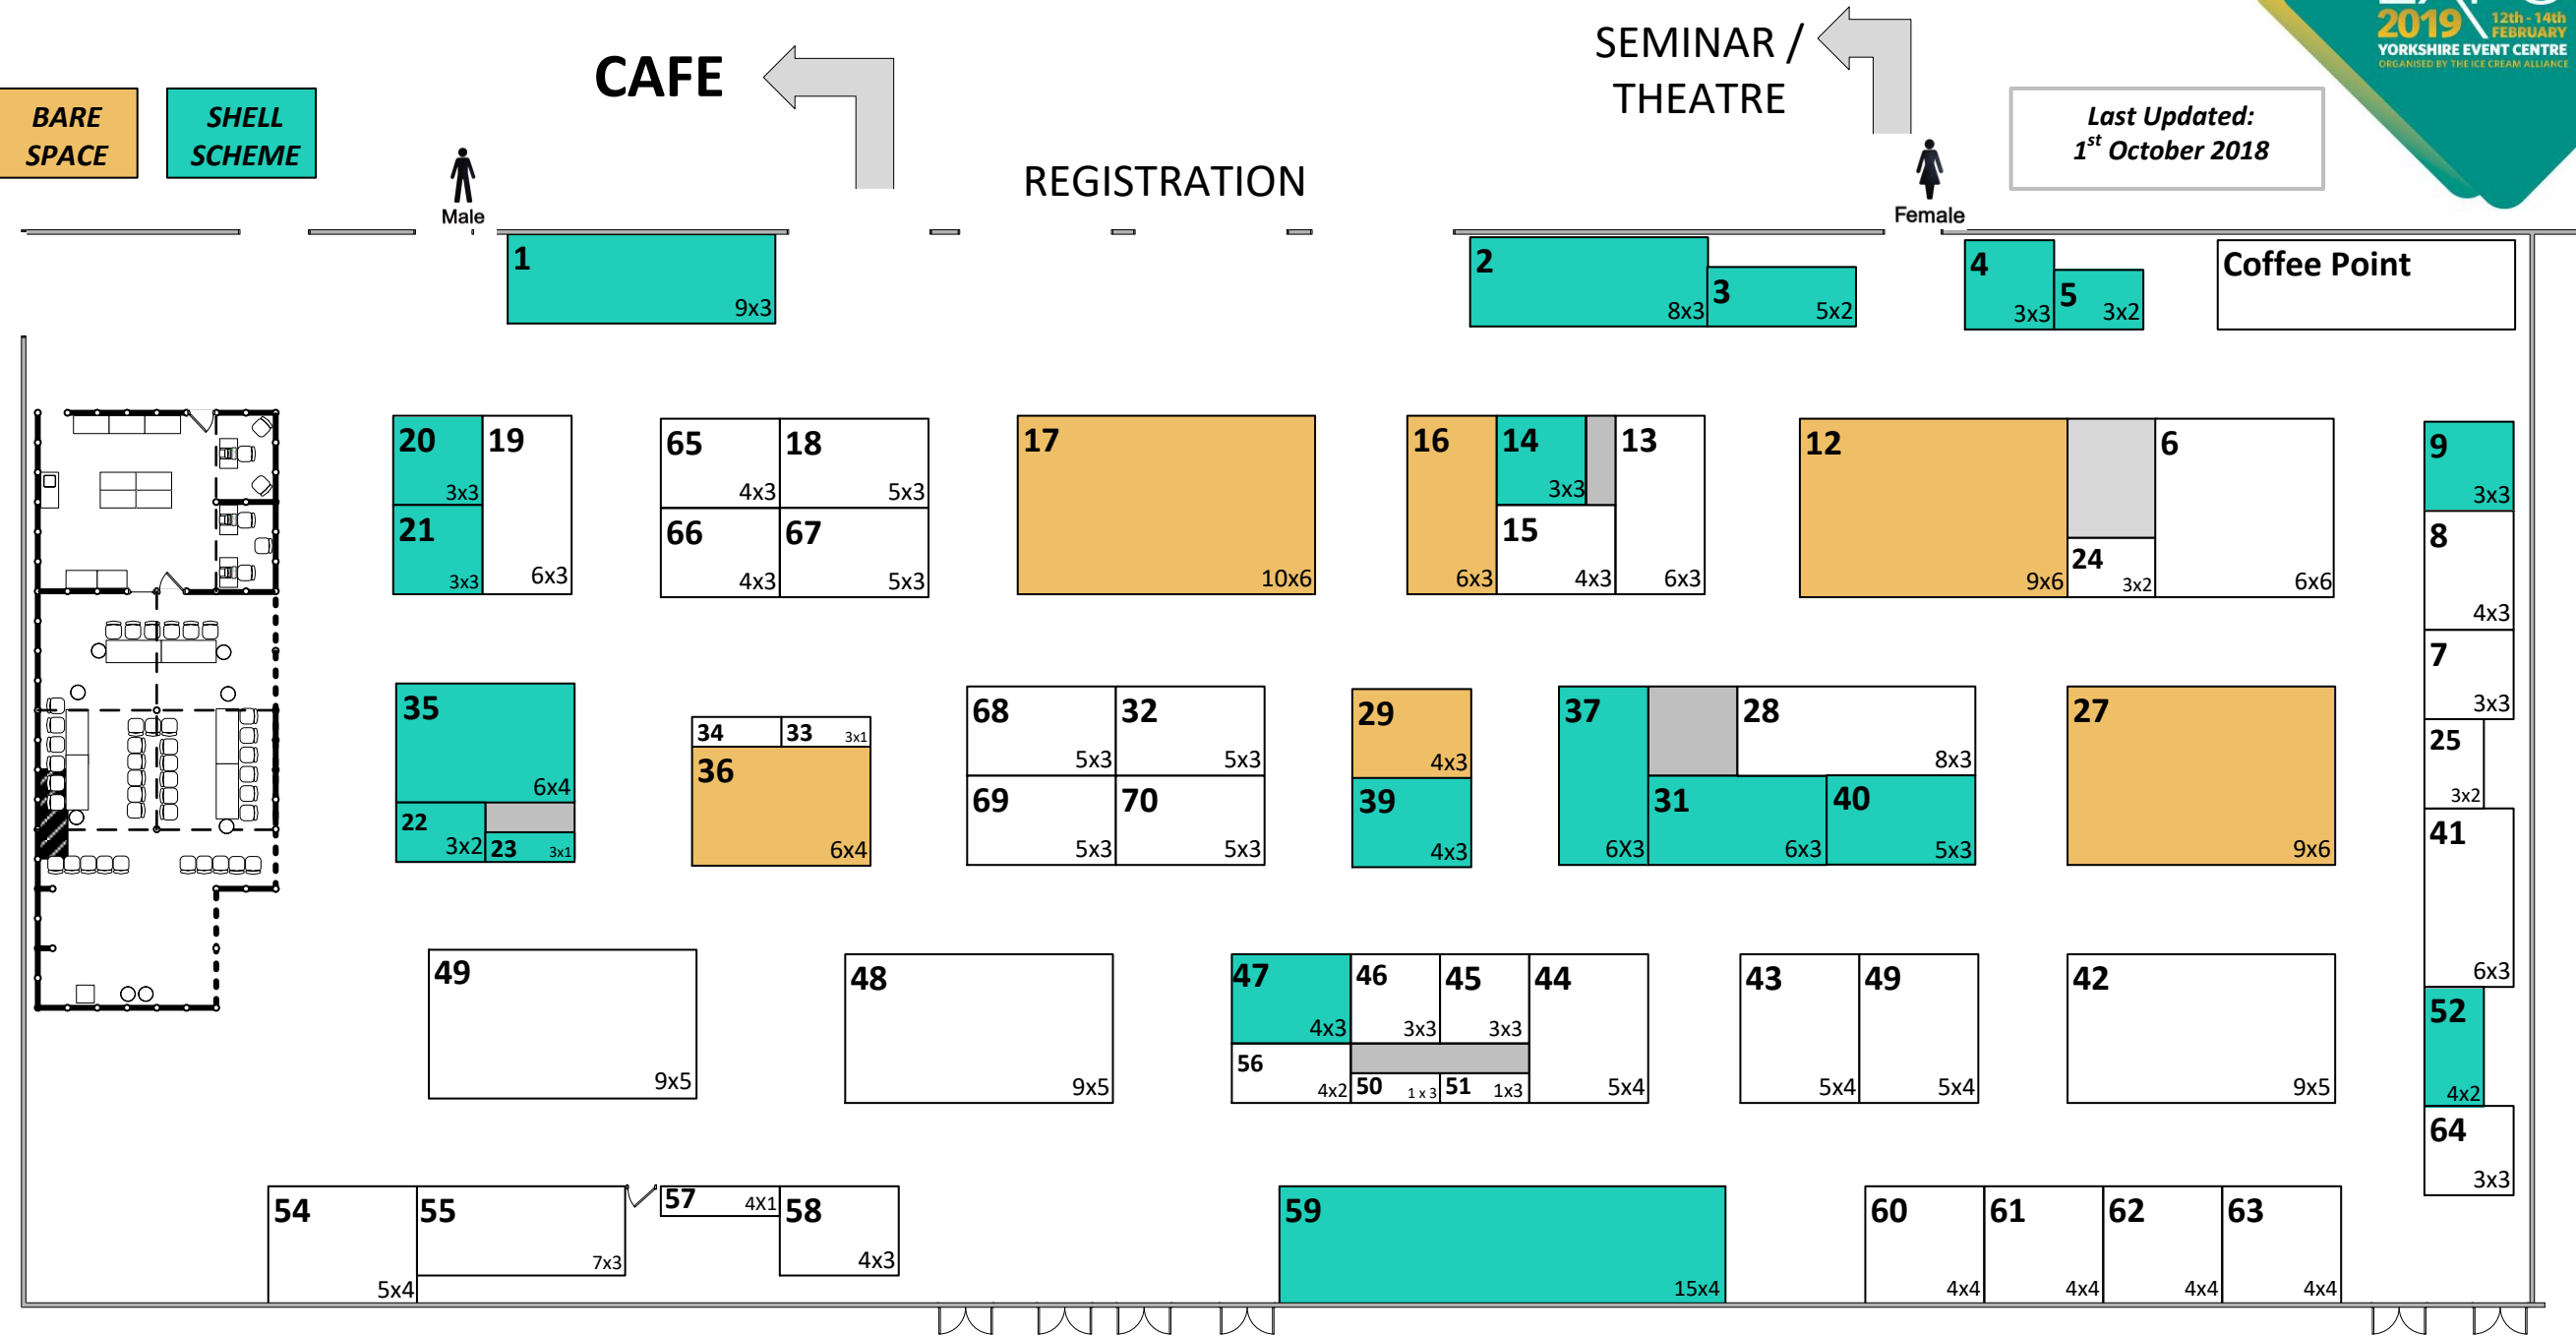 2019
12th - 14th
FEBRUARY
YORKSHIRE EVENT CENTRE
ORGANISED BY THE ICE CREAM ALLIANCE
SEMINAR /
THEATRE
CAFE
BARE
SPACE
SHELL
SCHEME
Last Updated:
1st October 2018
REGISTRATION
Male
Female
1
9x3
2
8x3
3
5x2
4
3x3
5
3x2
Coffee Point
20
3x3
19
6x3
21
3x3
65
4x3
18
5x3
66
4x3
67
5x3
17
10x6
16
6x3
14
3x3
15
4x3
13
6x3
12
9x6
24
3x2
6
6x6
9
3x3
8
4x3
7
3x3
25
3x2
41
6x3
52
4x2
64
3x3
35
6x4
22
3x2
23
3x1
34
33
3x1
36
6x4
68
5x3
32
5x3
69
5x3
70
5x3
29
4x3
39
4x3
37
6X3
28
8x3
31
6x3
40
5x3
27
9x6
49
9x5
48
9x5
47
4x3
46
3x3
45
3x3
44
5x4
56
4x2
50
1 x 3
51
1x3
43
5x4
49
5x4
42
9x5
54
5x4
55
7x3
57
4X1
58
4x3
59
15x4
60
4x4
61
4x4
62
4x4
63
4x4